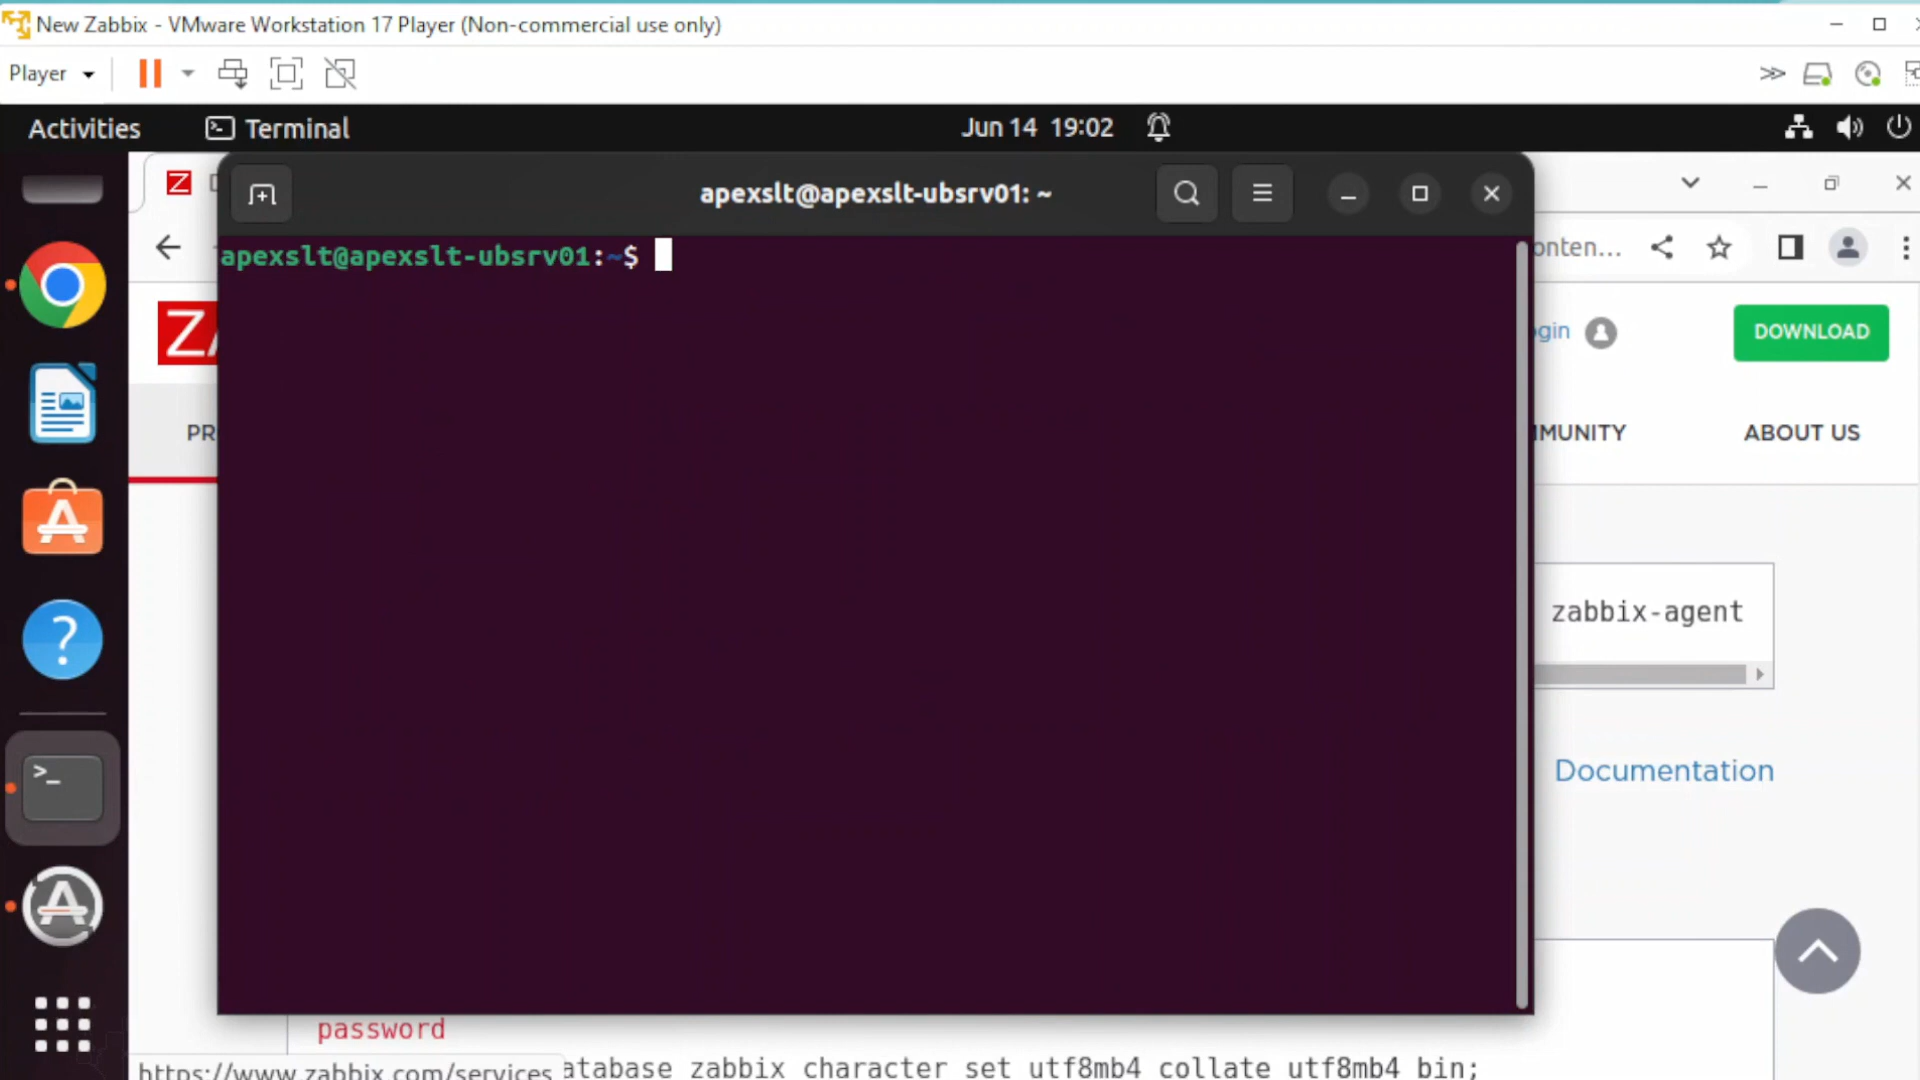 New Zabbix - VMware Workstation 17 Player (Non-commercial use only)
Player
Activities
Terminal
Jun 14 19:02
apexslt@apexslt-ubsrv01: ~
onten...
apexslt@apexslt-ubsrv01:~$
ZA
gin
DOWNLOAD
PR
MUNITY
ABOUT US
zabbix-agent
Documentation
password
https://www.zabbix.com/services
atabase zabbix character set utf8mb4 collate utf8mb4_bin;